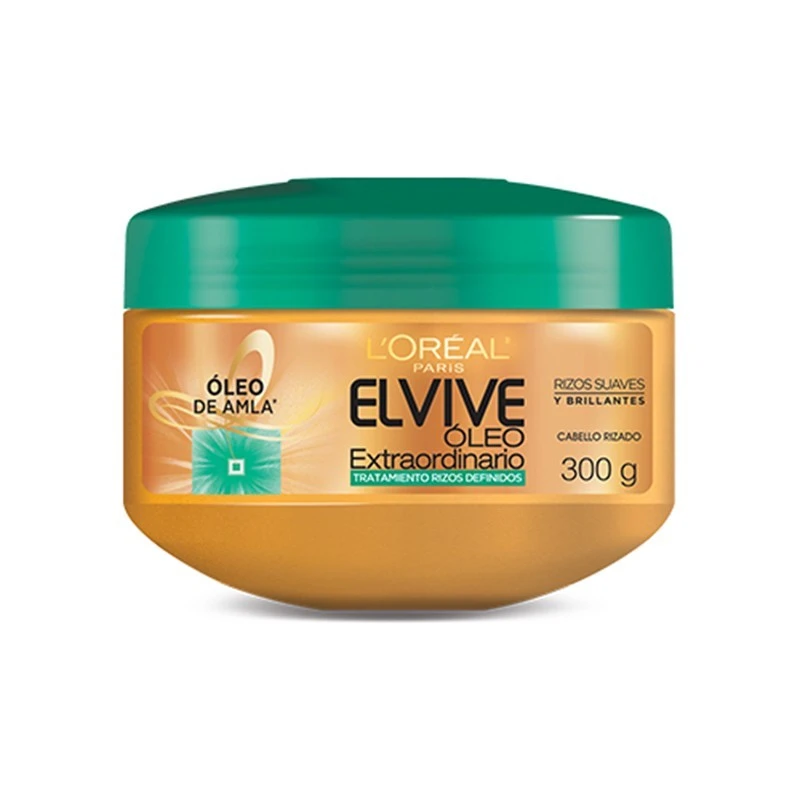 ÓLEO
DE AMLA*
L'ORÉAL
PARIS
ELVIVE
ÓLEO
Extraordinario
TRATAMIENTO RIZOS DEFINIDOS
RIZOS SUAVES
Y BRILLANTES
CABELLO RIZADO
300 g